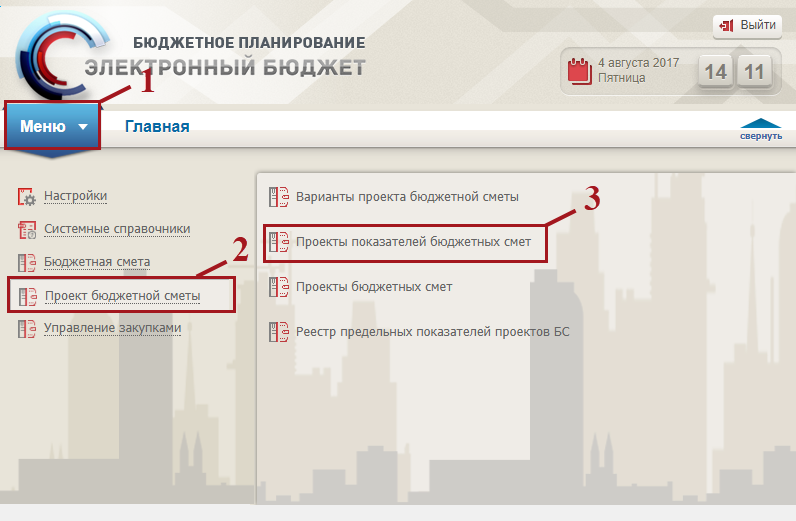 БЮДЖЕТНОЕ ПЛАНИРОВАНИЕ
ЭЛЕКТРОННЫЙ БЮДЖЕТ
Выйти
4 августа 2017
Пятница
14 11
1
Меню
Главная
свернуть
Настройки
Системные справочники
Бюджетная смета
2
Проект бюджетной сметы
Управление закупками
Варианты проекта бюджетной сметы
3
Проекты показателей бюджетных смет
Проекты бюджетных смет
Реестр предельных показателей проектов БС